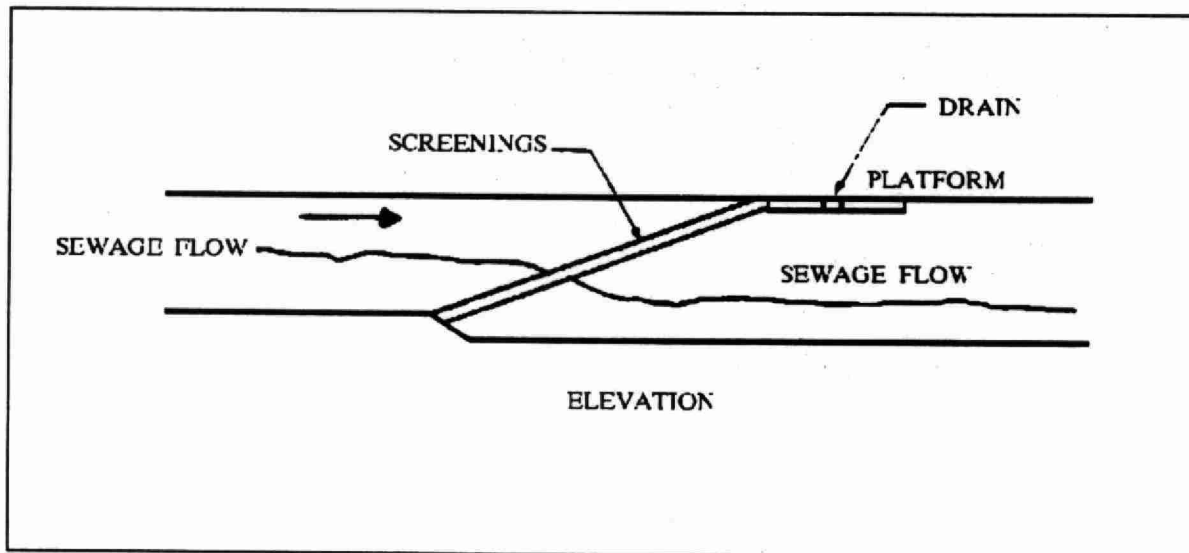 DRAIN
SCREENINGS
PLATFORM
SEWAGE FLOW
SEWAGE FLOW
ELEVATION